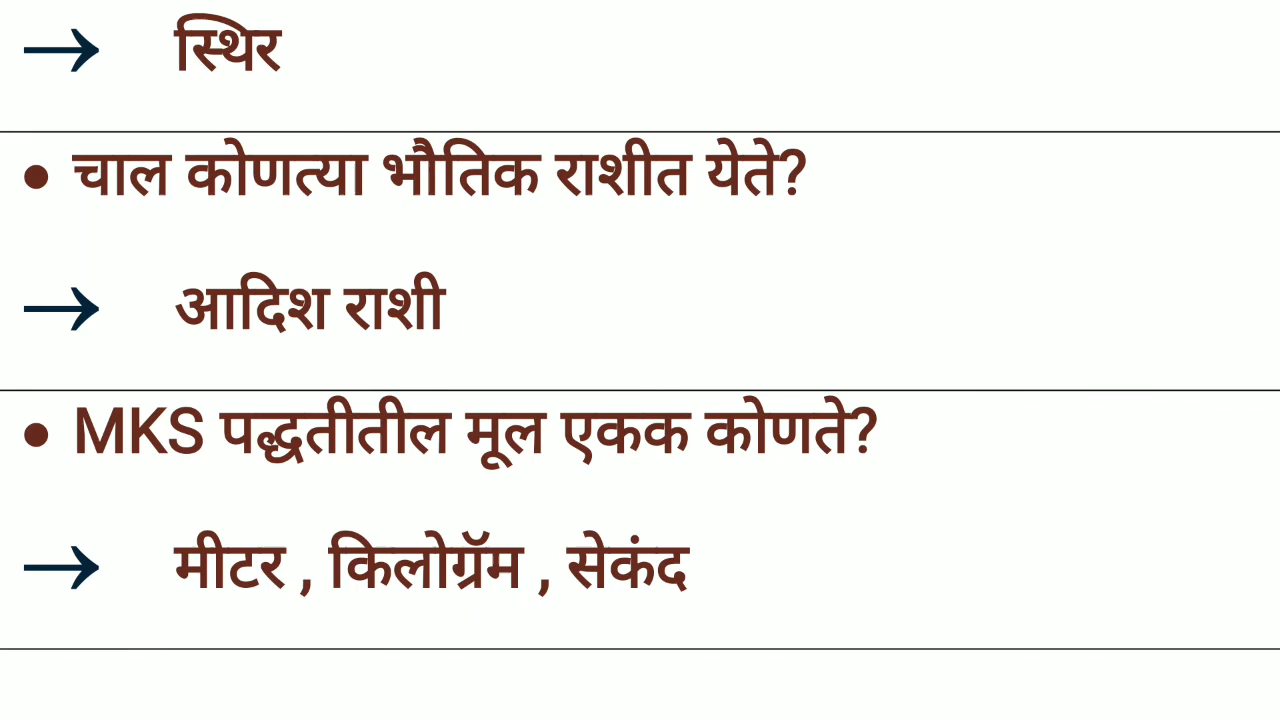 → स्थिर
• चाल कोणत्या भौतिक राशीत येते?
→ आदिश राशी
• MKS पद्धतीतील मूल एकक कोणते?
→ मीटर , किलोग्रॅम , सेकंद